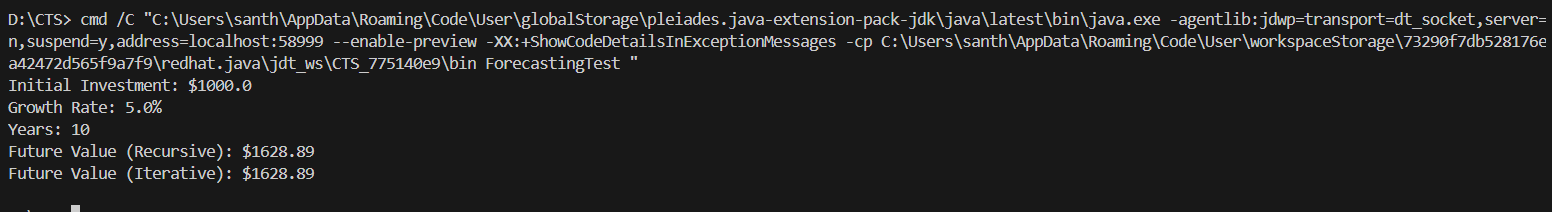 D:\CTS> cmd /C "C:\Users\santh\AppData\Roaming\Code\User\globalStorage\pleiades.java-extension-pack-jdk\java\latest\bin\java.exe -agentlib:jdwp=transport=dt_socket,server=
n,suspend=y,address=localhost:58999 --enable-preview -XX:+ShowCodeDetailsInExceptionMessages -cp C:\Users\santh\AppData\Roaming\Code\User\workspaceStorage\73290f7db528176e
a42472d565f9a7f9\redhat.java\jdt_ws\CTS_775140e9\bin ForecastingTest "
Initial Investment: $1000.0
Growth Rate: 5.0%
Years: 10
Future Value (Recursive): $1628.89
Future Value (Iterative): $1628.89